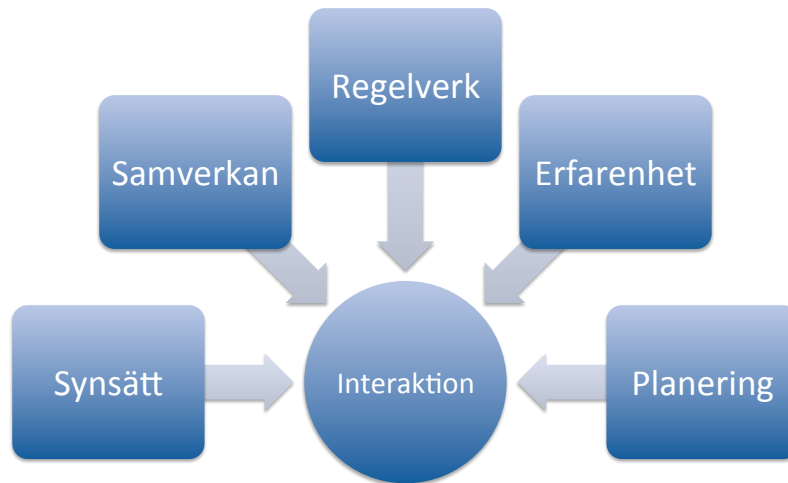 Regelverk
Samverkan
Erfarenhet
Synsätt
Interaktion
Planering